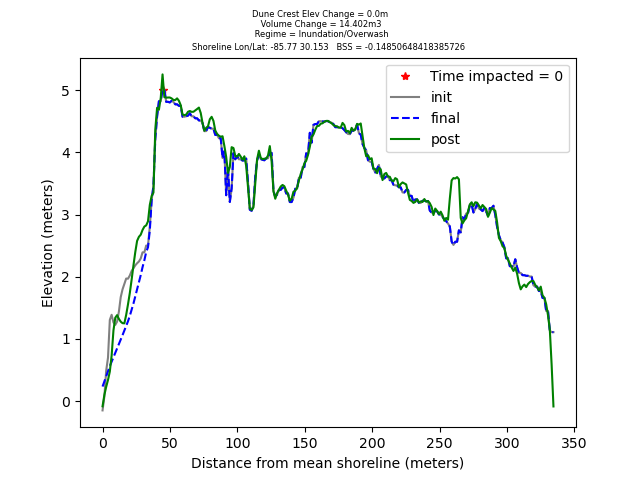 Dune Crest Elev Change = 0.0m
Volume Change = 14.402m3
Regime = Inundation/Overwash
Shoreline Lon/Lat: -85.77 30.153 BSS = -0.14850648418385726
Time impacted = 0
init
final
post
5
4
3
2
1
0
Elevation (meters)
0 50 100 150 200 250 300 350
Distance from mean shoreline (meters)